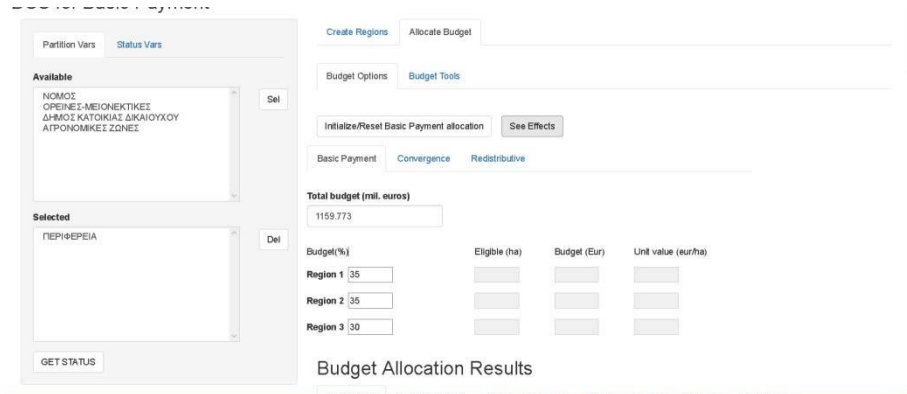 Partition Vars Status Vars
Available
ΝΟΜΟΣ
ΟΡΕΙΝΕΣ-ΜΕΙΟΝΕΚΤΙΚΕΣ
ΔΗΜΟΣ ΚΑΤΟΙΚΙΑΣ ΔΙΚΑΙΟΥΧΟΥ
ΑΓΡΟΝΟΜΙΚΕΣ ΖΩΝΕΣ
Sel
Selected
ΠΕΡΙΦΕΡΕΙΑ
Del
GET STATUS
Create Regions Allocate Budget
Budget Options Budget Tools
Initialize/Reset Basic Payment allocation See Effects
Basic Payment Convergence Redistributive
Total budget (mil. euros)
1159.773
Budget(%) Eligible (ha) Budget (Eur) Unit value (eur/ha)
Region 1 35
Region 2 35
Region 3 30
Budget Allocation Results